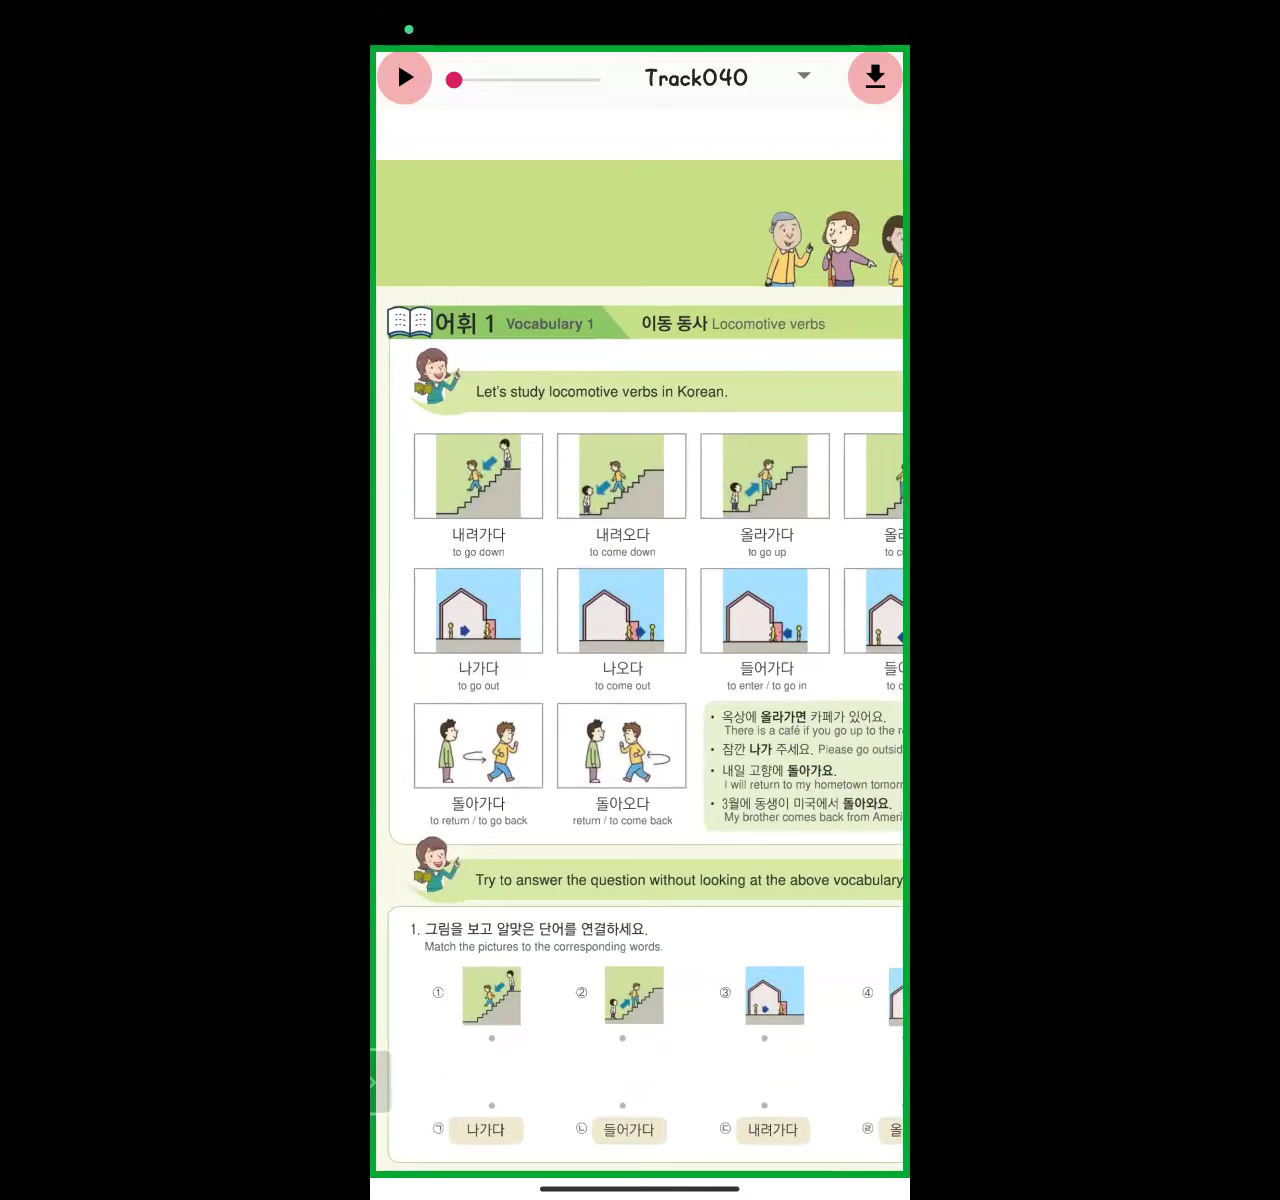 Track040
어휘 1 Vocabulary 1 이동 동사 Locomotive verbs
Let's study locomotive verbs in Korean.
내려가다 내려오다 올라가다
to go down to come down to go up to
나가다 나오다 들어가다
to go out to come out to enter / to go in to
돌아가다 돌아오다
to return / to go back return / to come back
• 옥상에 올라가면 카페가 있어요.
There is a café if you go up to the
• 잠깐 나가 주세요. Please go outsid
• 내일 고향에 돌아가요.
I will return to my hometown tomorr
• 3월에 동생이 미국에서 돌아와요.
My brother comes back from Ameri
Try to answer the question without looking at the above vocabulary
1. 그림을 보고 알맞은 단어를 연결하세요.
Match the pictures to the corresponding words.
① ② ③ ④
㉠ 나가다 ㉡ 들어가다 ㉢ 내려가다 ㉣ 올